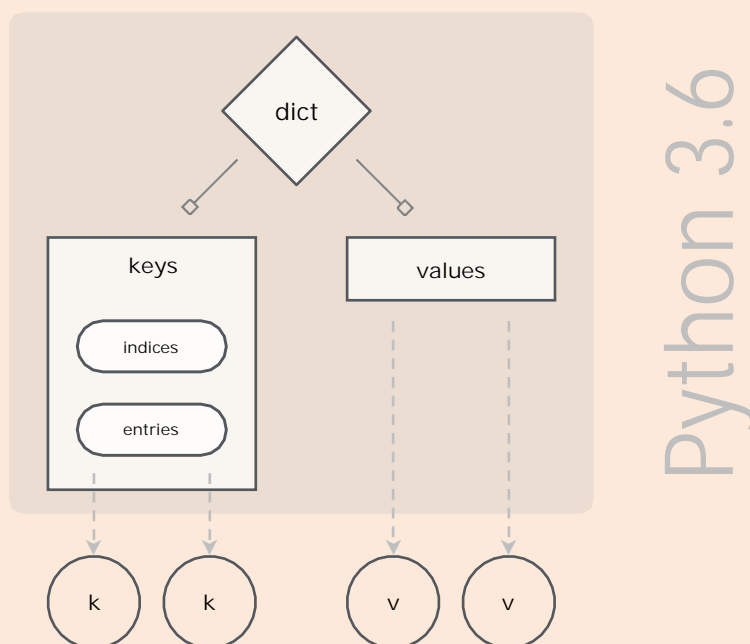 dict
keys
values
indices
entries
k
k
v
v
Python 3.6